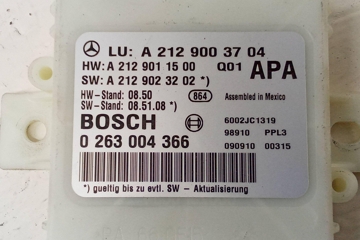 LU: A 212 900 37 04
HW: A 212 901 15 00 Q01 APA
SW: A 212 902 32 02 *)
HW-Stand: 08.50 864 Assembled in Mexico
SW-Stand: 08.51.08 *)
BOSCH 6002JC1319
98910 PPL3
0 263 004 366 090910 00315
*) gueltig bis zu evtl. SW - Aktualisierung